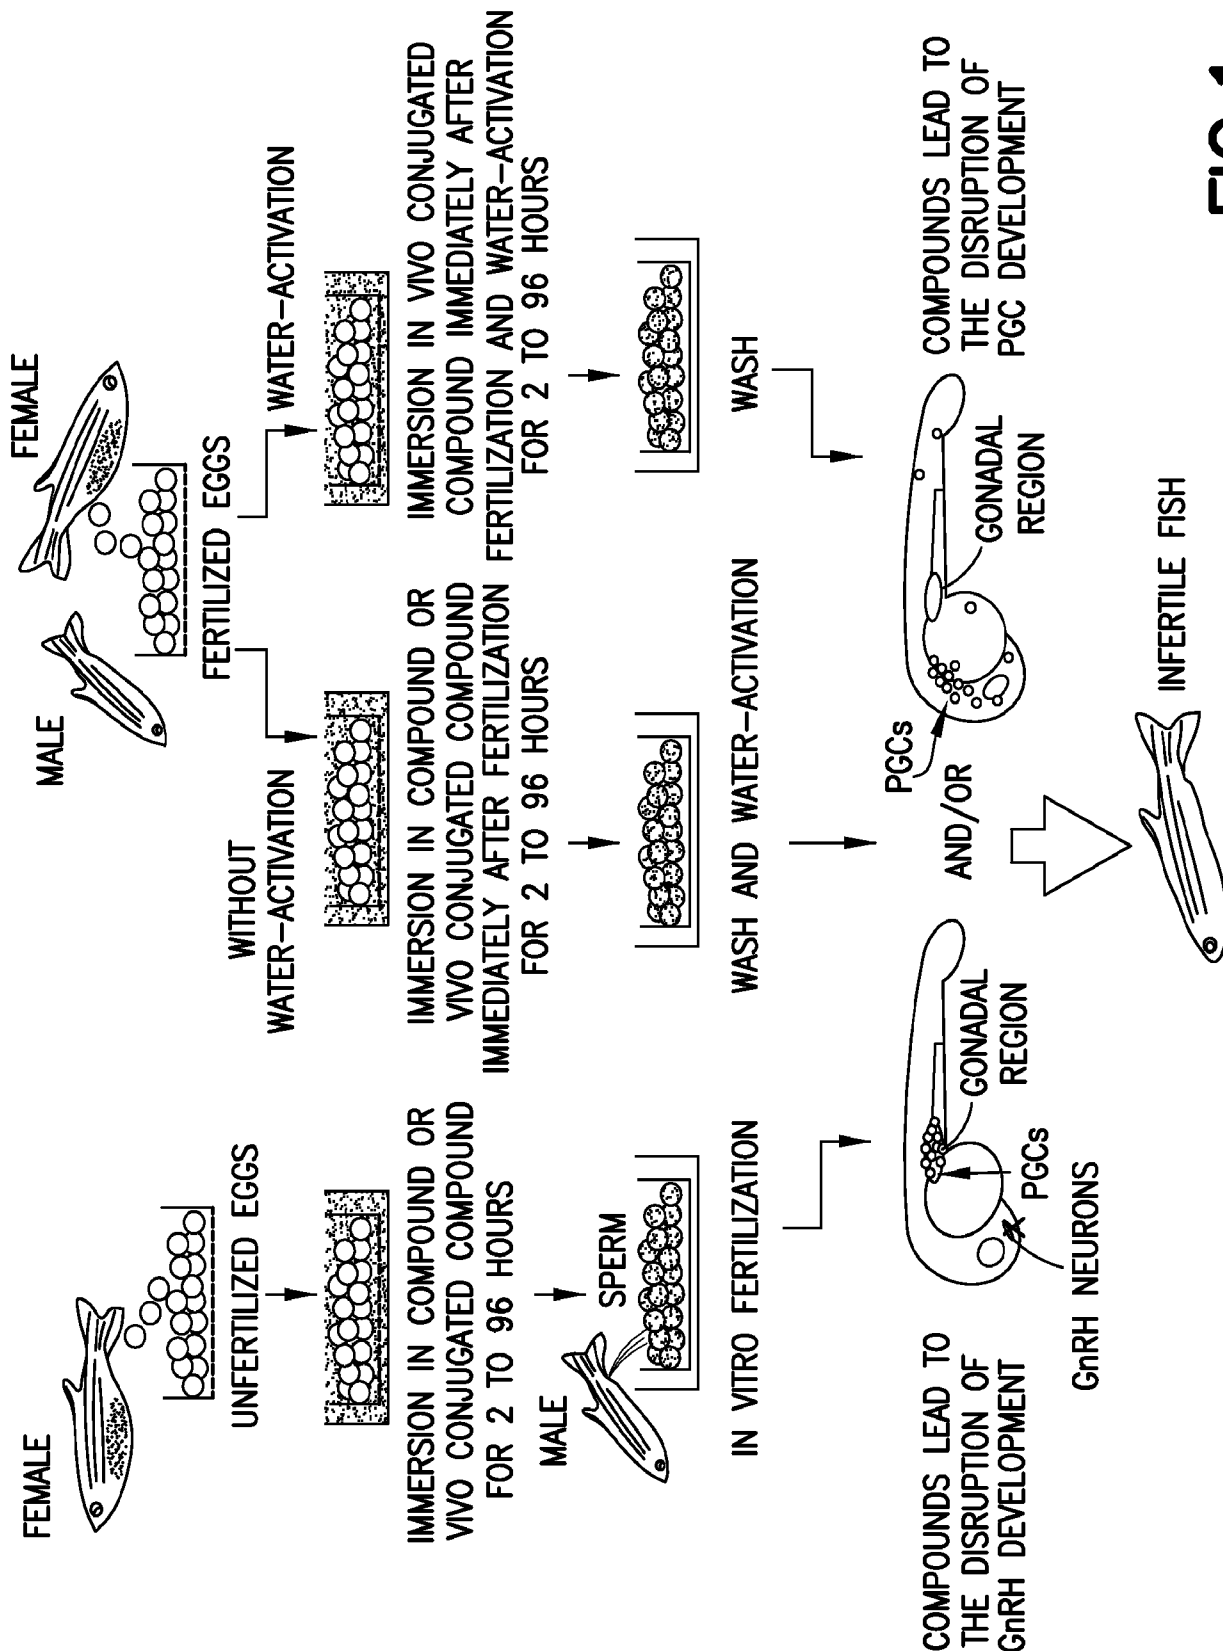 FEMALE
UNFERTILIZED EGGS
IMMERSION IN COMPOUND OR
VIVO CONJUGATED COMPOUND
FOR 2 TO 96 HOURS
MALE
SPERM
IN VITRO FERTILIZATION
MALE
FEMALE
FERTILIZED EGGS
WITHOUT
WATER-ACTIVATION
IMMERSION IN COMPOUND OR
VIVO CONJUGATED COMPOUND
IMMEDIATELY AFTER FERTILIZATION
FOR 2 TO 96 HOURS
WASH AND WATER-ACTIVATION
WATER-ACTIVATION
IMMERSION IN VIVO CONJUGATED
COMPOUND IMMEDIATELY AFTER
FERTILIZATION AND WATER-ACTIVATION
FOR 2 TO 96 HOURS
WASH
COMPOUNDS LEAD TO
THE DISRUPTION OF
GnRH DEVELOPMENT
GnRH NEURONS
PGCs
GONADAL
REGION
AND/OR
PGCs
GONADAL
REGION
COMPOUNDS LEAD TO
THE DISRUPTION OF
PGC DEVELOPMENT
INFERTILE FISH